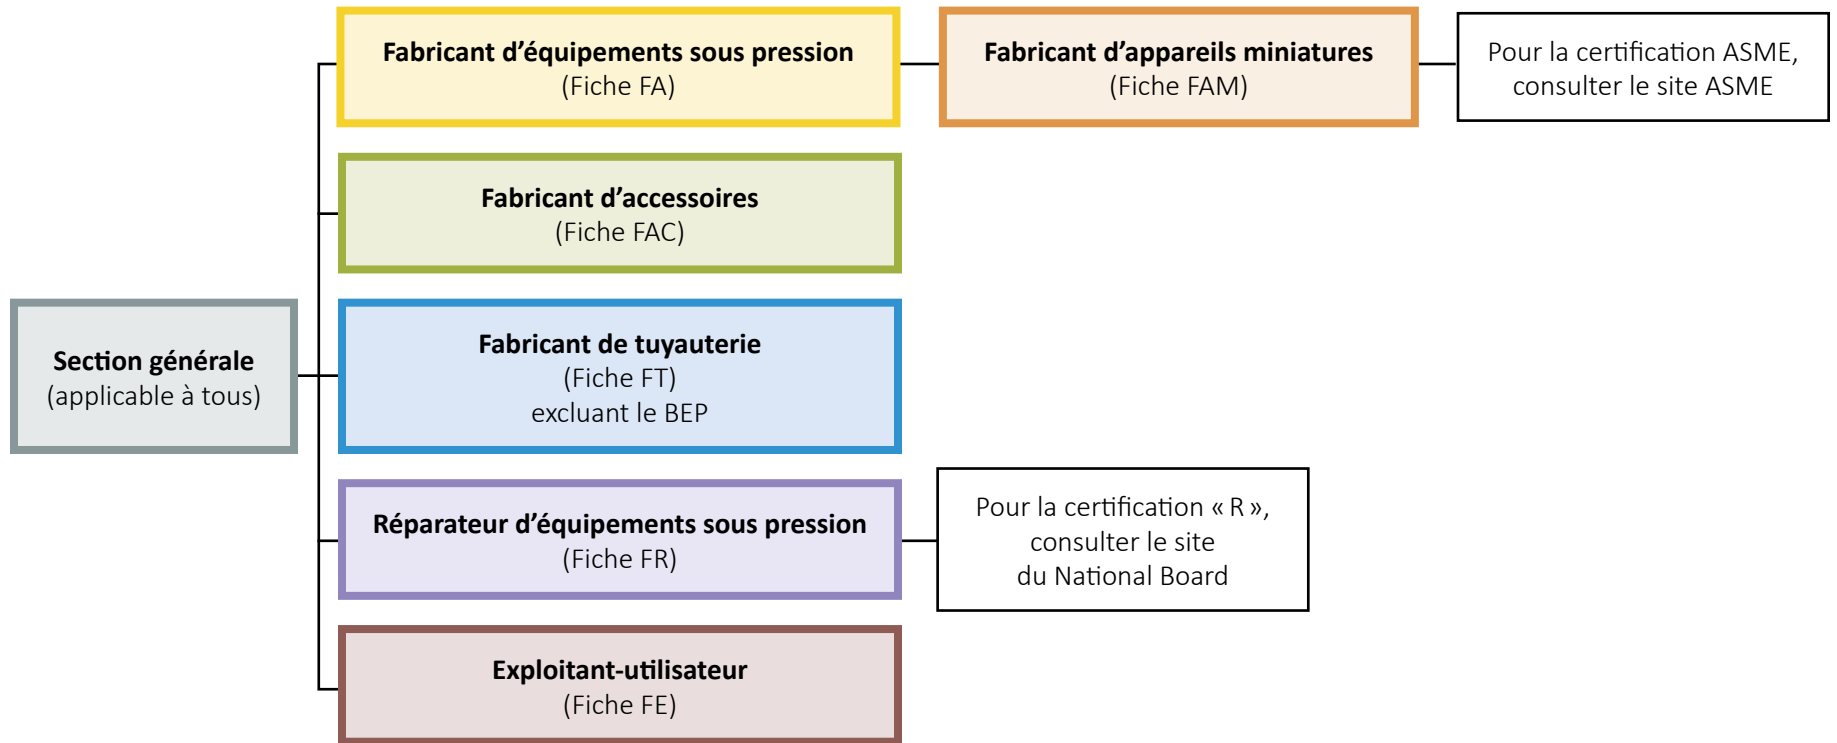 Fabricant d’équipements sous pression
(Fiche FA)
Fabricant d’appareils miniatures
(Fiche FAM)
Pour la certification ASME,
consulter le site ASME
Fabricant d’accessoires
(Fiche FAC)
Section générale
(applicable à tous)
Fabricant de tuyauterie
(Fiche FT)
excluant le BEP
Réparateur d’équipements sous pression
(Fiche FR)
Pour la certification « R »,
consulter le site
du National Board
Exploitant-utilisateur
(Fiche FE)